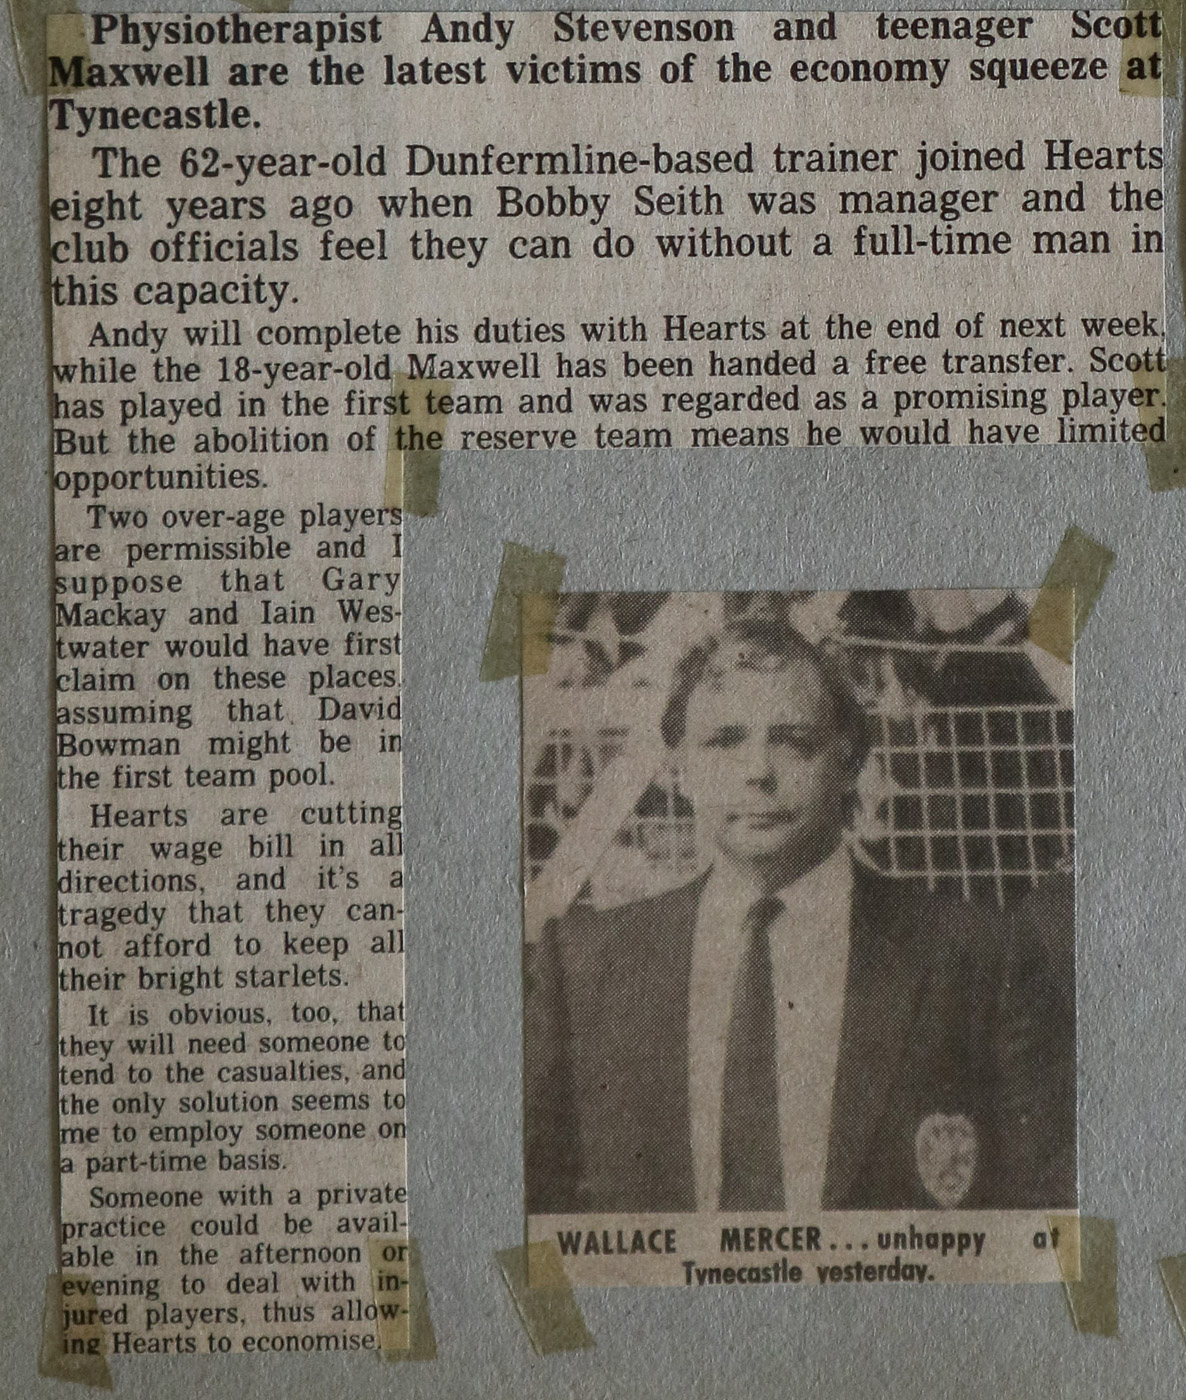 Physiotherapist Andy Stevenson and teenager Scott
Maxwell are the latest victims of the economy squeeze at
Tynecastle.
The 62-year-old Dunfermline-based trainer joined Hearts
eight years ago when Bobby Seith was manager and the
club officials feel they can do without a full-time man in
this capacity.
Andy will complete his duties with Hearts at the end of next week,
while the 18-year-old Maxwell has been handed a free transfer. Scott
has played in the first team and was regarded as a promising player.
But the abolition of the reserve team means he would have limited
opportunities.
Two over-age players
are permissible and I
suppose that Gary
Mackay and Iain Wes-
twater would have first
claim on these places,
assuming that David
Bowman might be in
the first team pool.
Hearts are cutting
their wage bill in all
directions, and it's a
tragedy that they can-
not afford to keep all
their bright starlets.
It is obvious, too, that
they will need someone to
tend to the casualties, and
the only solution seems to
me to employ someone on
a part-time basis.
Someone with a private
practice could be avail-
able in the afternoon or
evening to deal with in-
jured players, thus allow-
ing Hearts to economise.
WALLACE MERCER... unhappy at
Tynecastle yesterday.